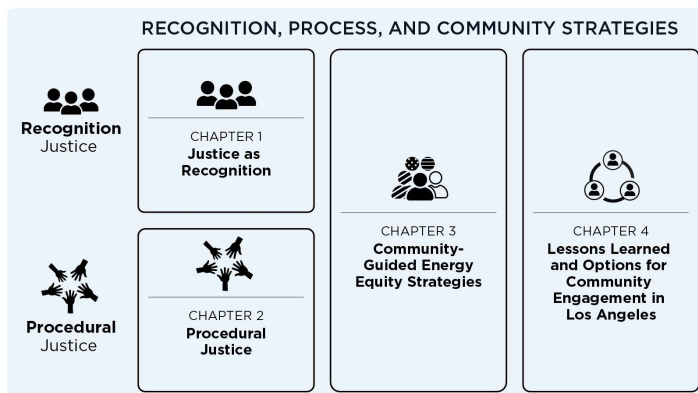 RECOGNITION, PROCESS, AND COMMUNITY STRATEGIES
Recognition
Justice
CHAPTER 1
Justice as
Recognition
Procedural
Justice
CHAPTER 2
Procedural
Justice
CHAPTER 3
Community-
Guided Energy
Equity Strategies
CHAPTER 4
Lessons Learned
and Options for
Community
Engagement in
Los Angeles